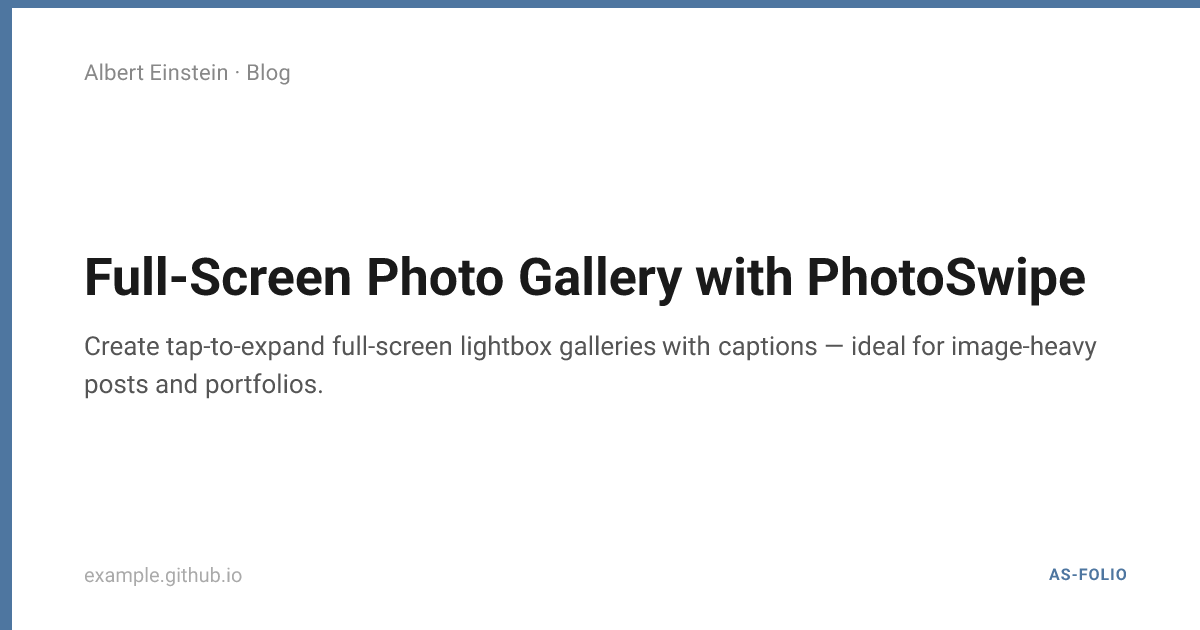 Albert Einstein · Blog
Full-Screen Photo Gallery with PhotoSwipe
Create tap-to-expand full-screen lightbox galleries with captions — ideal for image-heavy
posts and portfolios.
example.github.io
AS-FOLIO